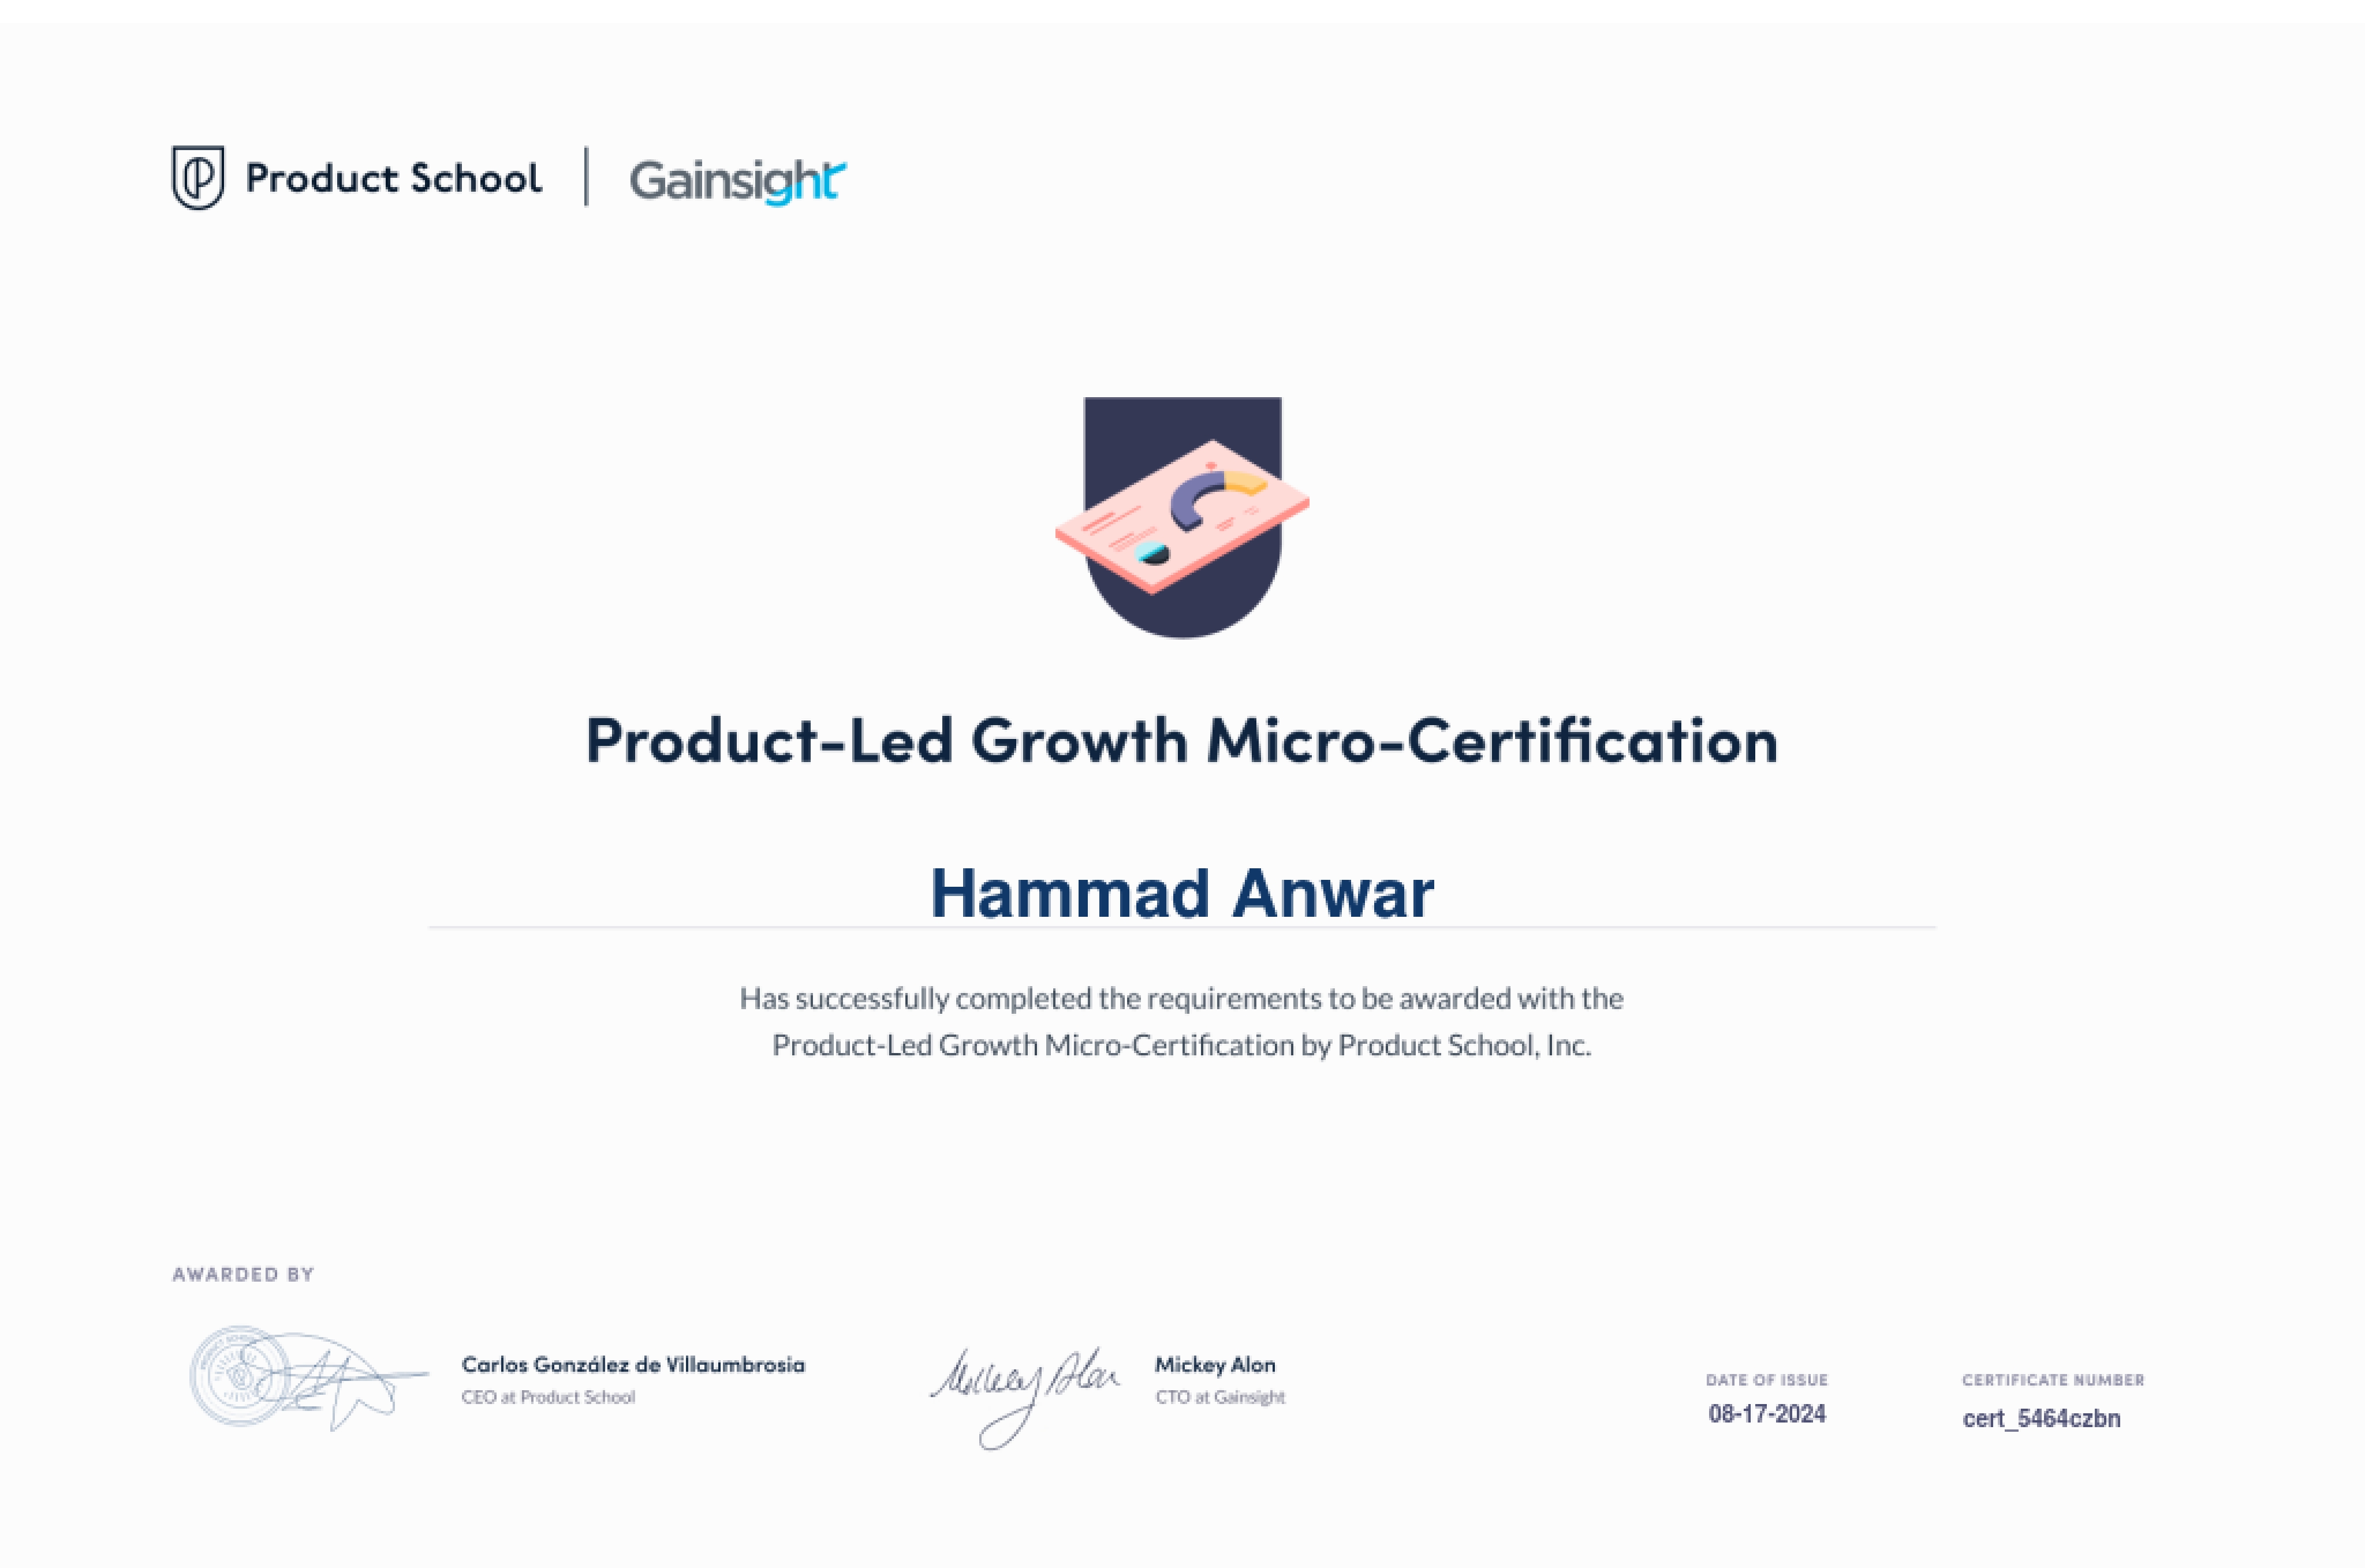 Product School | Gainsight
Product-Led Growth Micro-Certification
Hammad Anwar
Has successfully completed the requirements to be awarded with the
Product-Led Growth Micro-Certification by Product School, Inc.
AWARDED BY
PRODUCT SCHOOL
Carlos González de Villaumbrosia
CEO at Product School
Mickey Alon
Mickey Alon
CTO at Gainsight
DATE OF ISSUE
08-17-2024
CERTIFICATE NUMBER
cert_5464czbn